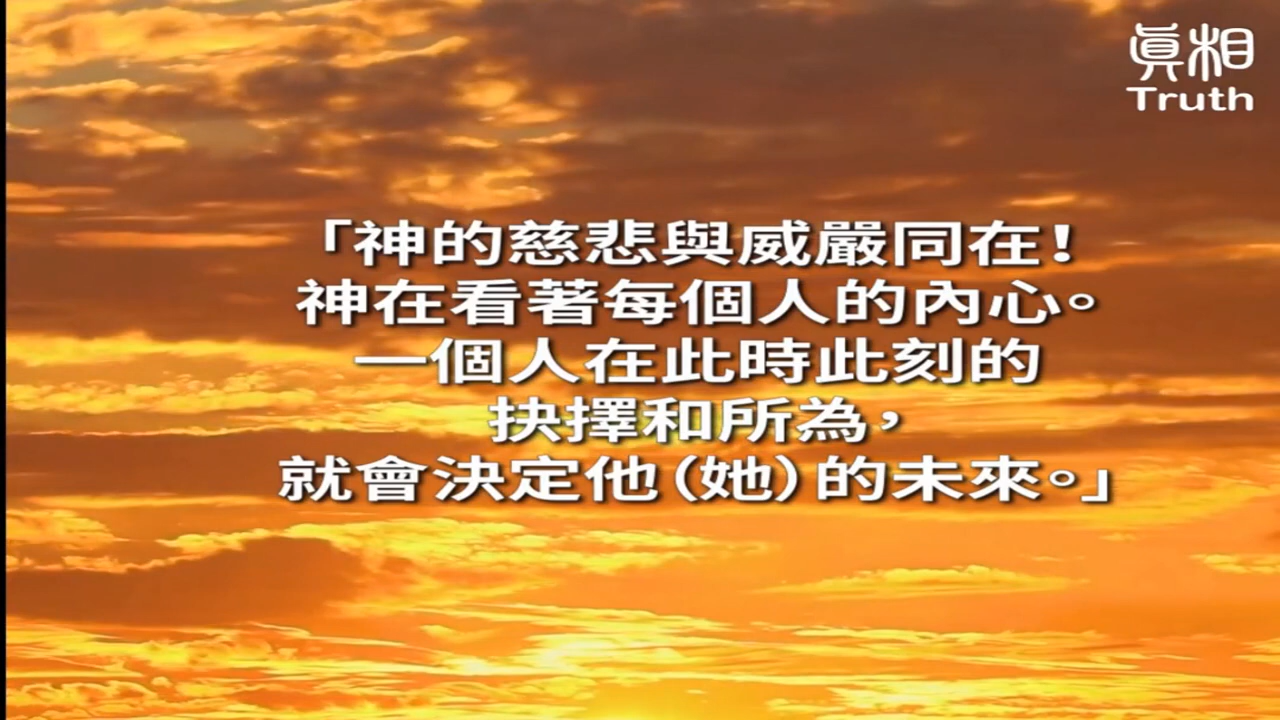 眞相
Truth
「神的慈悲與威嚴同在！
神在看著每個人的內心。
一個人在此時此刻的
抉擇和所為，
就會決定他（她）的未來。」